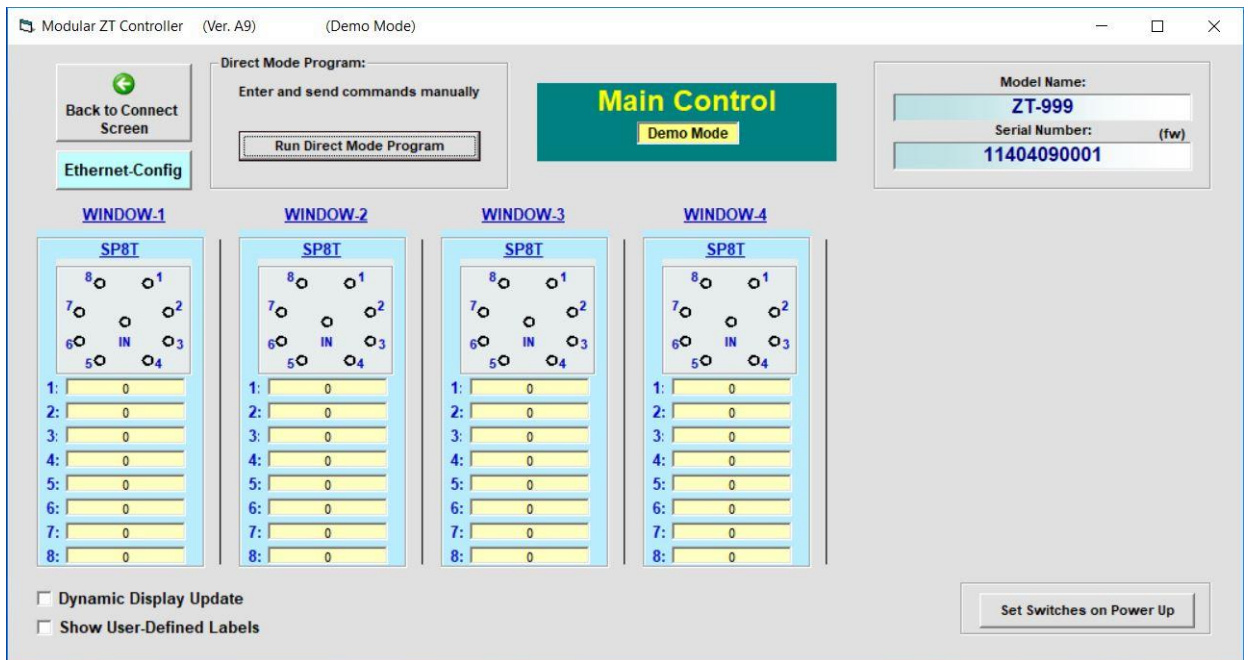 Modular ZT Controller (Ver. A9) (Demo Mode)
Back to Connect
Screen
Ethernet-Config
Direct Mode Program:
Enter and send commands manually
Run Direct Mode Program
Main Control
Demo Mode
Model Name:
ZT-999
Serial Number: (fw)
11404090001
WINDOW-1
SP8T
8 1
7 2
6 IN 3
5 4
1: 0
2: 0
3: 0
4: 0
5: 0
6: 0
7: 0
8: 0
WINDOW-2
SP8T
8 1
7 2
6 IN 3
5 4
1: 0
2: 0
3: 0
4: 0
5: 0
6: 0
7: 0
8: 0
WINDOW-3
SP8T
8 1
7 2
6 IN 3
5 4
1: 0
2: 0
3: 0
4: 0
5: 0
6: 0
7: 0
8: 0
WINDOW-4
SP8T
8 1
7 2
6 IN 3
5 4
1: 0
2: 0
3: 0
4: 0
5: 0
6: 0
7: 0
8: 0
Dynamic Display Update
Show User-Defined Labels
Set Switches on Power Up